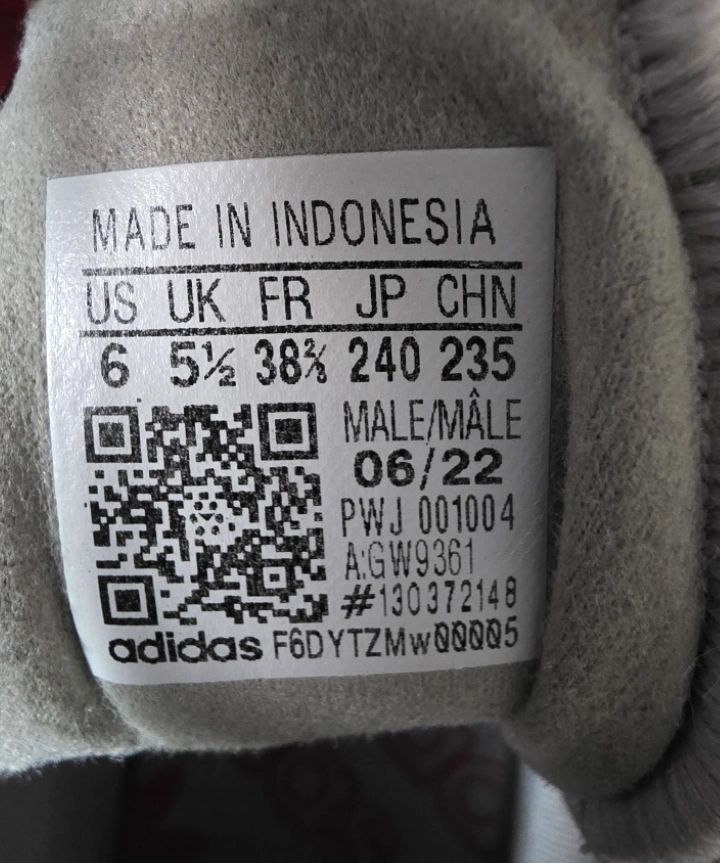 MADE IN INDONESIA
US UK FR JP CHN
6 5½ 38⅔ 240 235
MALE/MÂLE
06/22
PWJ 001004
A:GW9361
#130372148
adidas F6DYTZMw00005